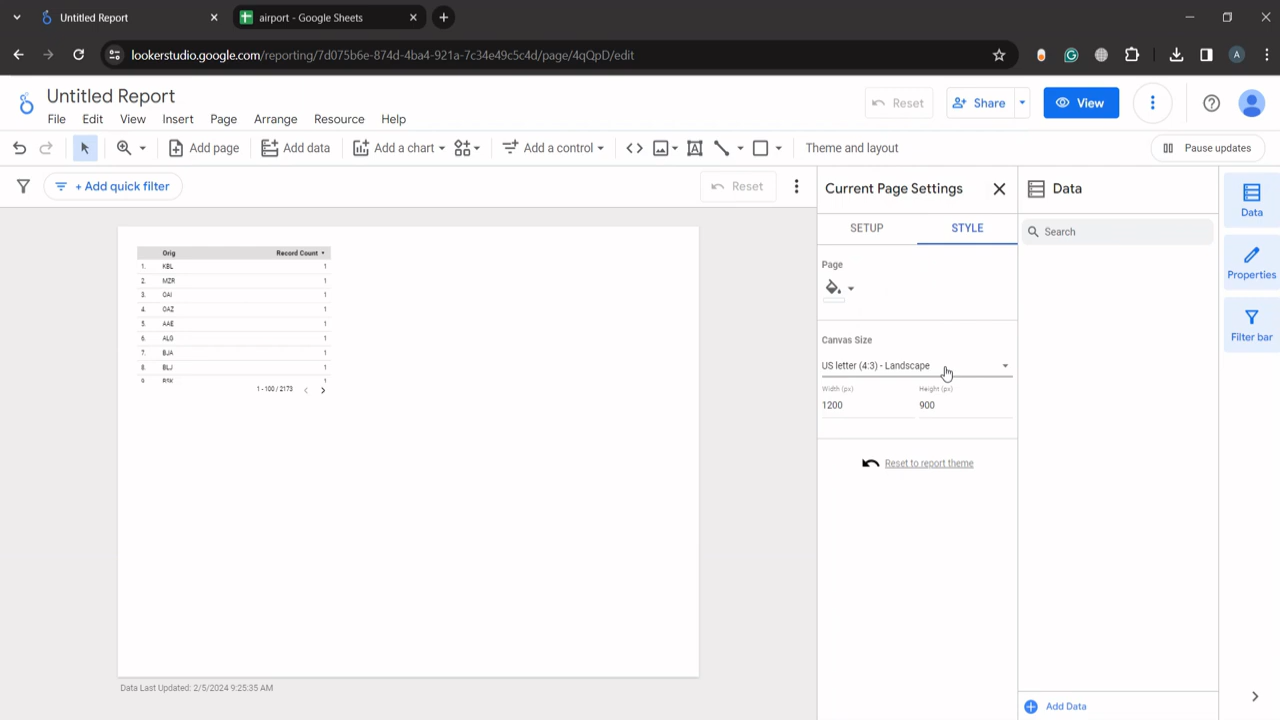 Untitled Report
airport - Google Sheets
lookerstudio.google.com/reporting/7d075b6e-874d-4ba4-921a-7c34e49c5c4d/page/4qQpD/edit
A
Untitled Report
File Edit View Insert Page Arrange Resource Help
Reset Share View
Add page Add data Add a chart Add a control Theme and layout Pause updates
+ Add quick filter Reset
Orig Record Count
1. KBL 1
2. MZR 1
3. OAI 1
4. OAZ 1
5. AAE 1
6. ALG 1
7. BJA 1
8. BLJ 1
9. BSK 1
1 - 100 / 2173
Data Last Updated: 2/5/2024 9:25:35 AM
Current Page Settings
SETUP STYLE
Page
Canvas Size
US letter (4:3) - Landscape
Width (px) Height (px)
1200 900
Reset to report theme
Data
Search
Add Data
Data
Properties
Filter bar